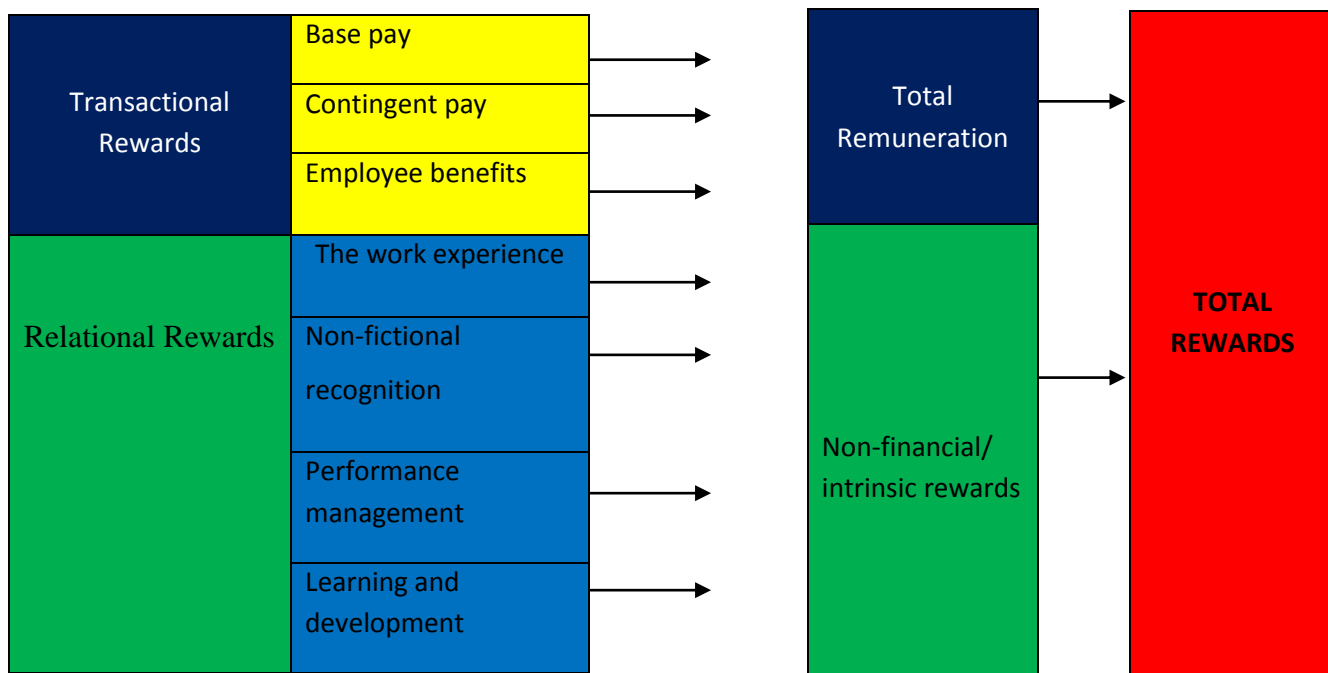 Transactional
Rewards
Base pay
Contingent pay
Employee benefits
Relational Rewards
The work experience
Non-fictional
recognition
Performance
management
Learning and
development
Total
Remuneration
Non-financial/
intrinsic rewards
TOTAL
REWARDS